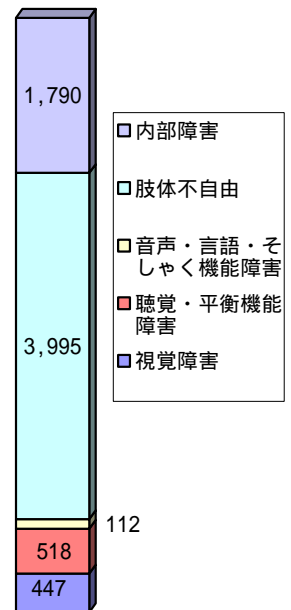 1,790
3,995
112
518
447
内部障害
肢体不自由
音声・言語・そ
しゃく機能障害
聴覚・平衡機能
障害
視覚障害